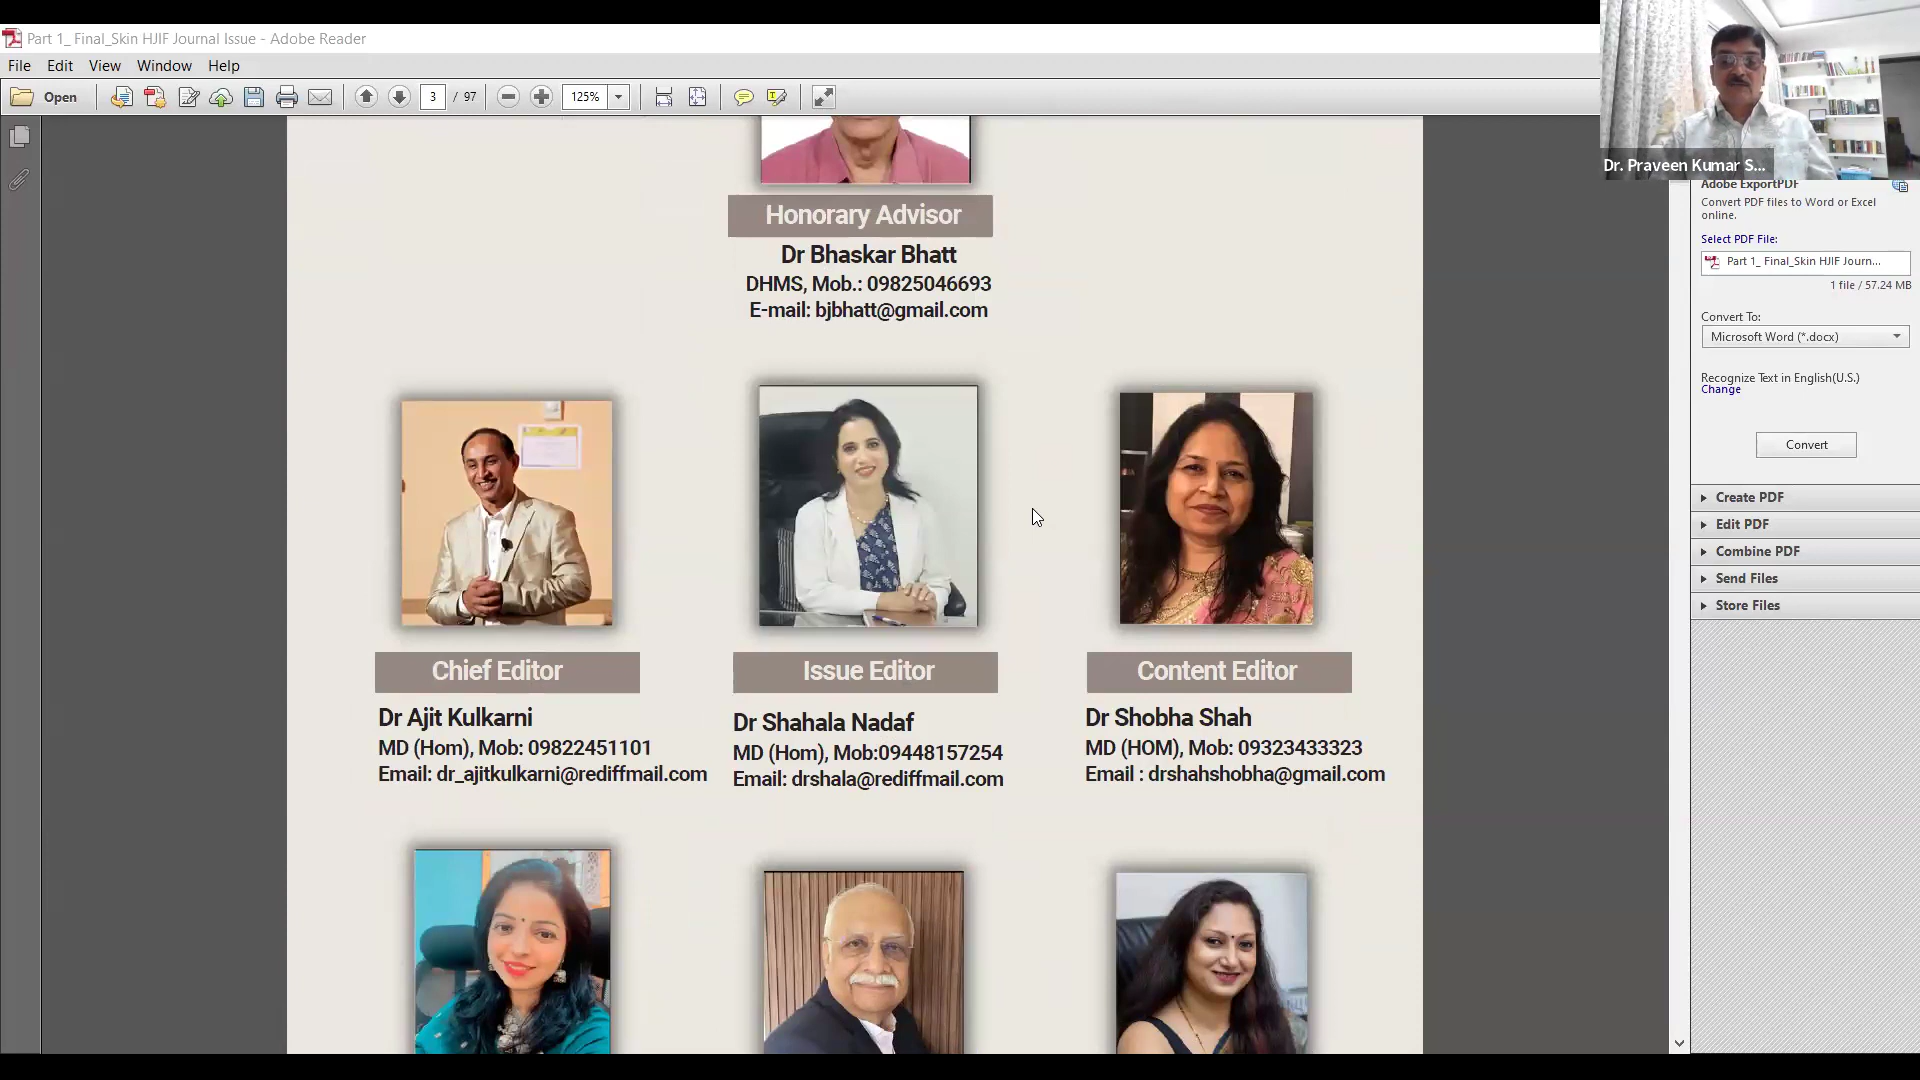 Part 1_ Final_Skin HJIF Journal Issue - Adobe Reader
File Edit View Window Help
Open 3 / 97 125%
Dr. Praveen Kumar S...
Adobe ExportPDF
Convert PDF files to Word or Excel
online.
Select PDF File:
Part 1_ Final_Skin HJIF Journ...
1 file / 57.24 MB
Convert To:
Microsoft Word (*.docx)
Recognize Text in English(U.S.)
Change
Convert
Create PDF
Edit PDF
Combine PDF
Send Files
Store Files
Honorary Advisor
Dr Bhaskar Bhatt
DHMS, Mob.: 09825046693
E-mail: bjbhatt@gmail.com
Chief Editor
Dr Ajit Kulkarni
MD (Hom), Mob: 09822451101
Email: dr_ajitkulkarni@rediffmail.com
Issue Editor
Dr Shahala Nadaf
MD (Hom), Mob:09448157254
Email: drshala@rediffmail.com
Content Editor
Dr Shobha Shah
MD (HOM), Mob: 09323433323
Email : drshahshobha@gmail.com